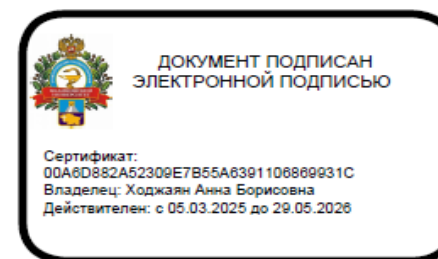 ДОКУМЕНТ ПОДПИСАН
ЭЛЕКТРОННОЙ ПОДПИСЬЮ
Сертификат:
00A6D882A52309E7B55A6391106869931C
Владелец: Ходжаян Анна Борисовна
Действителен: с 05.03.2025 до 29.05.2026